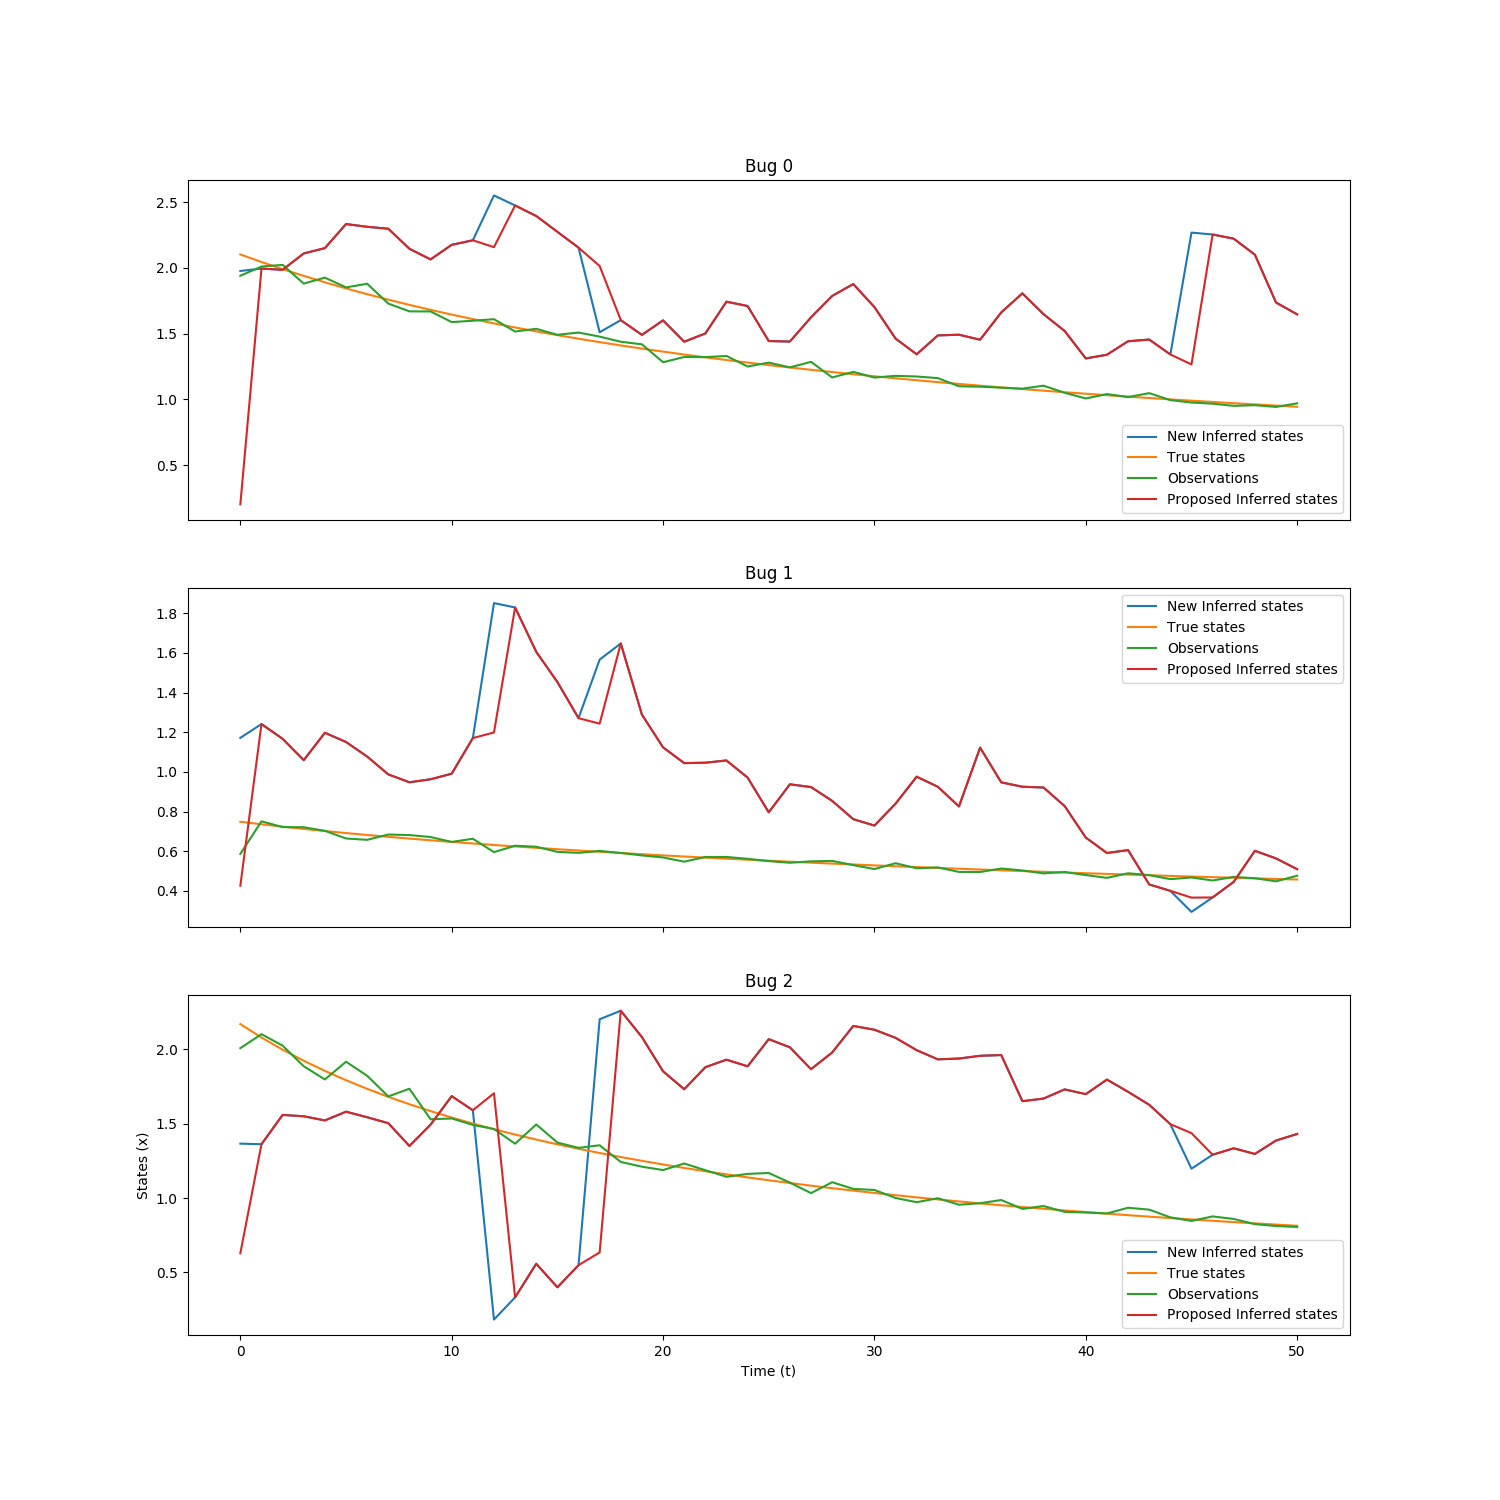 Bug 0
2.5
2.0
1.5
1.0
0.5
New Inferred states
True states
Observations
Proposed Inferred states
Bug 1
1.8
1.6
1.4
1.2
1.0
0.8
0.6
0.4
New Inferred states
True states
Observations
Proposed Inferred states
Bug 2
States (x)
2.0
1.5
1.0
0.5
New Inferred states
True states
Observations
Proposed Inferred states
0 10 20 30 40 50
Time (t)